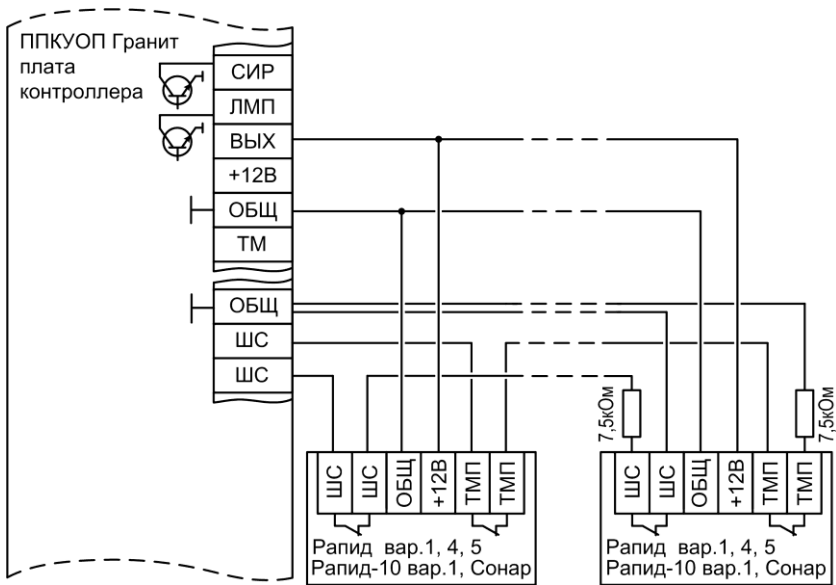 ППКУОП Гранит
плата
контроллера
СИР
ЛМП
ВЫХ
+12В
ОБЩ
ТМ
ОБЩ
ШС
ШС
7,5кОм
7,5кОм
ШС
ШС
ОБЩ
+12В
ТМП
ТМП
Рапид вар.1, 4, 5
Рапид-10 вар.1, Сонар
ШС
ШС
ОБЩ
+12В
ТМП
ТМП
Рапид вар.1, 4, 5
Рапид-10 вар.1, Сонар